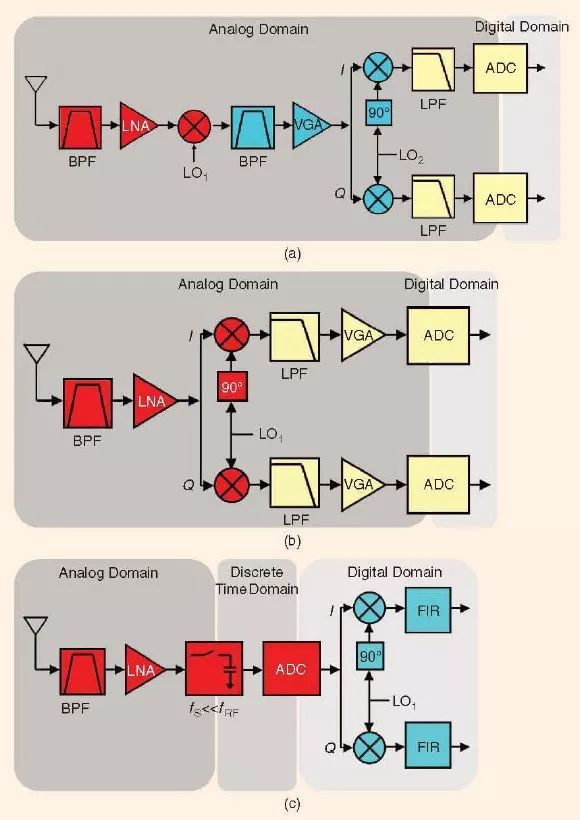 Analog Domain
Digital Domain
I
LNA
VGA
90°
LPF
ADC
BPF
LO1
BPF
LO2
Q
LPF
ADC
(a)
Analog Domain
Digital Domain
I
VGA
ADC
LPF
90°
LNA
BPF
LO1
Q
VGA
ADC
LPF
(b)
Analog Domain
Discrete
Time Domain
Digital Domain
I
FIR
90°
LNA
ADC
BPF
fS<<fRF
LO1
Q
FIR
(c)